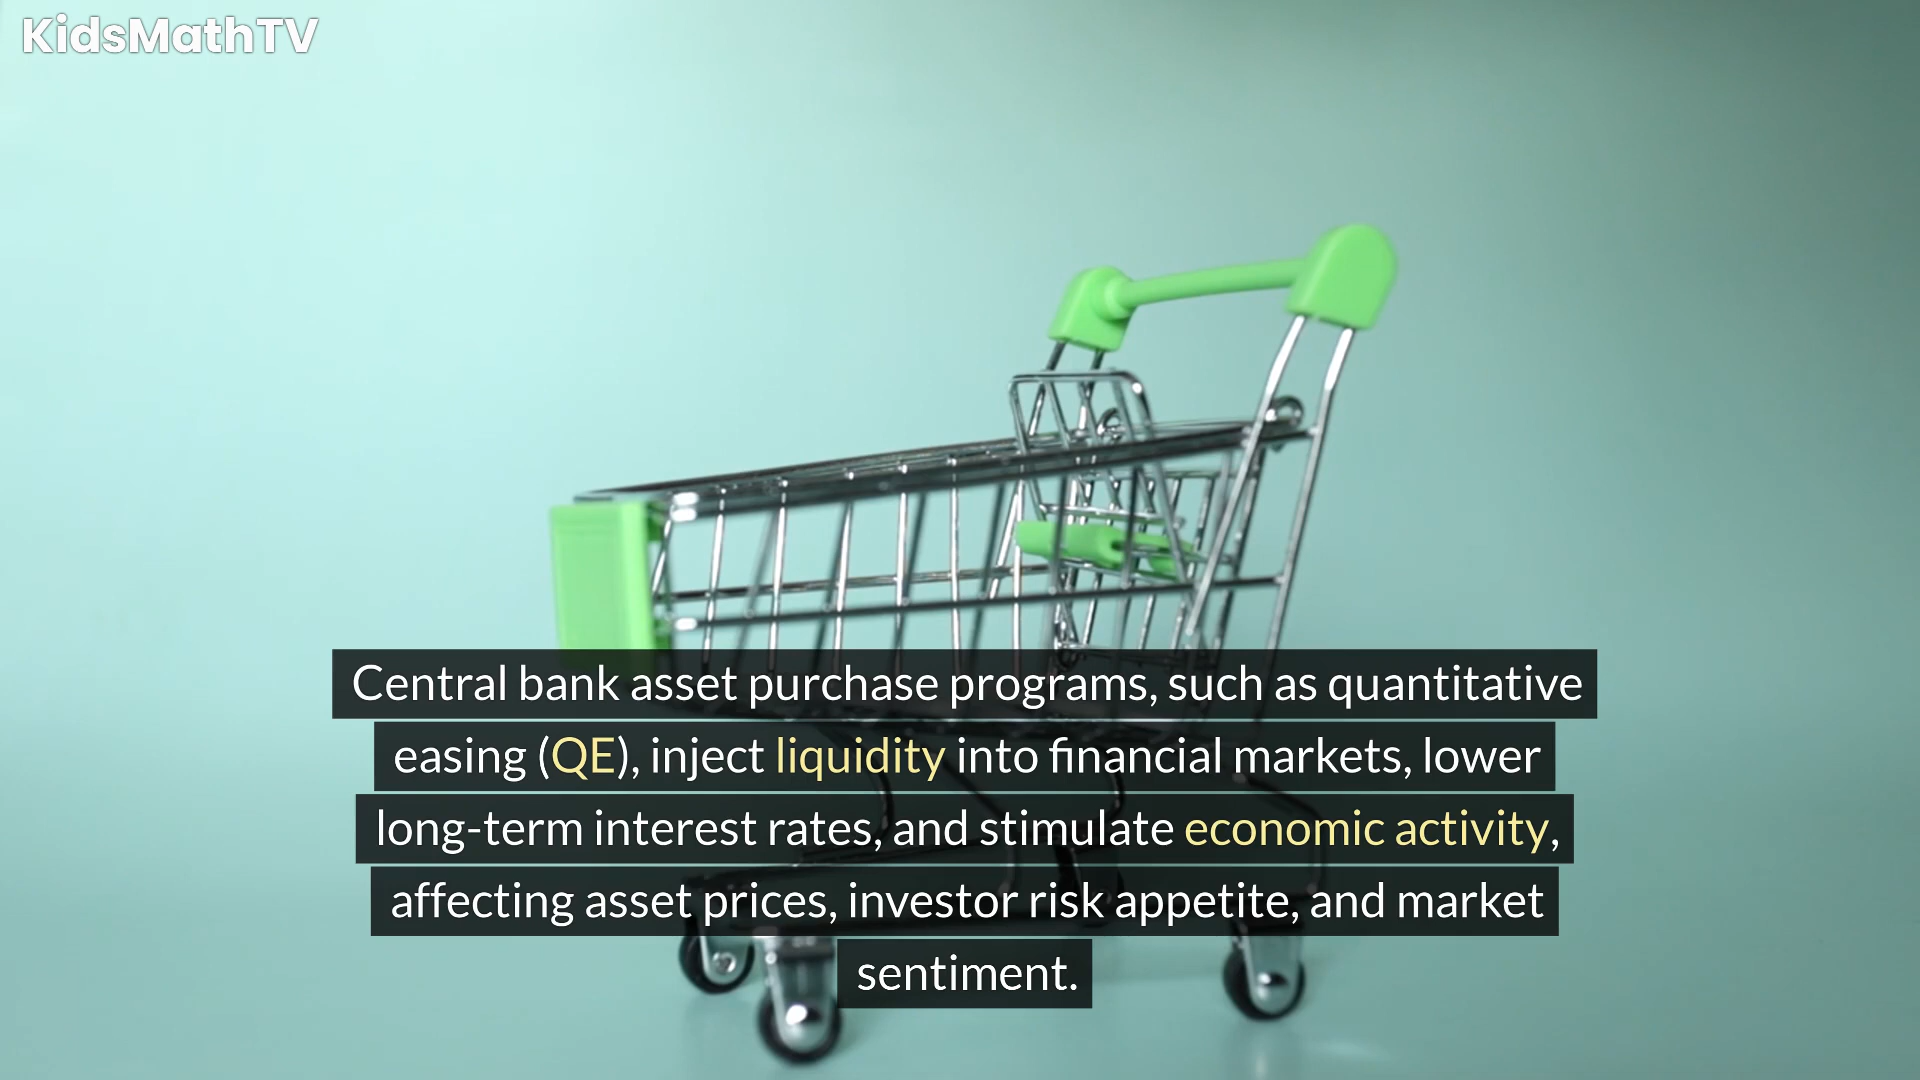 KidsMathTV
Central bank asset purchase programs, such as quantitative
easing (QE), inject liquidity into financial markets, lower
long-term interest rates, and stimulate economic activity,
affecting asset prices, investor risk appetite, and market
sentiment.